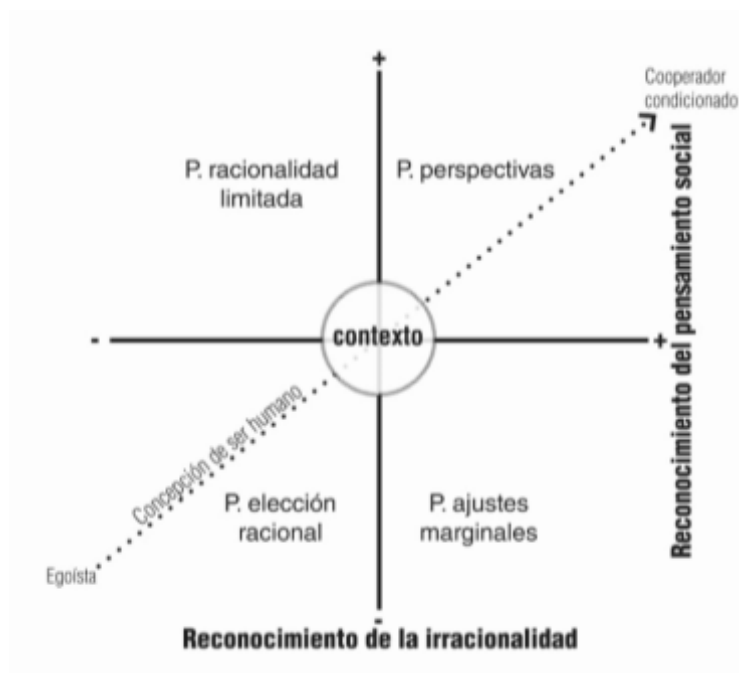 +
Cooperador
condicionado
P. racionalidad
limitada
P. perspectivas
Reconocimiento del pensamiento social
-
contexto
+
Concepción de ser humano
P. elección
racional
P. ajustes
marginales
Egoísta
-
Reconocimiento de la irracionalidad